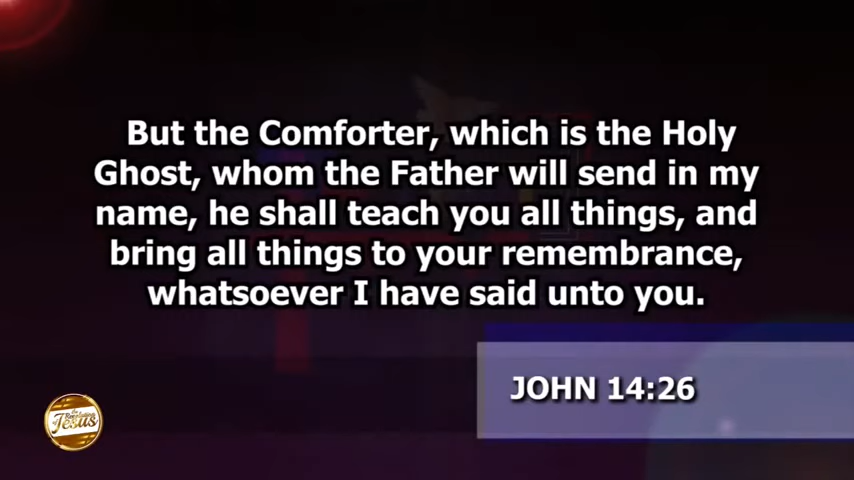 But the Comforter, which is the Holy
Ghost, whom the Father will send in my
name, he shall teach you all things, and
bring all things to your remembrance,
whatsoever I have said unto you.
JOHN 14:26
Jesus